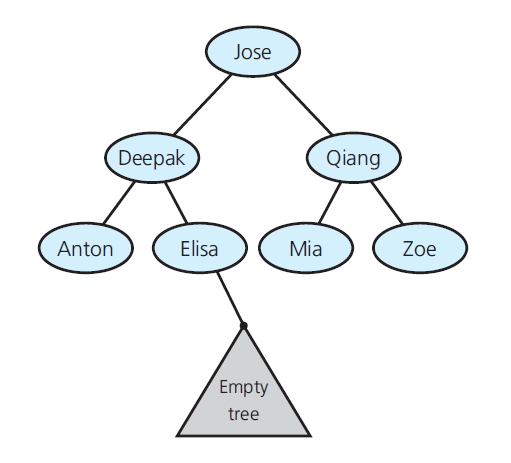 Jose
Deepak
Qiang
Anton
Elisa
Mia
Zoe
Empty
tree